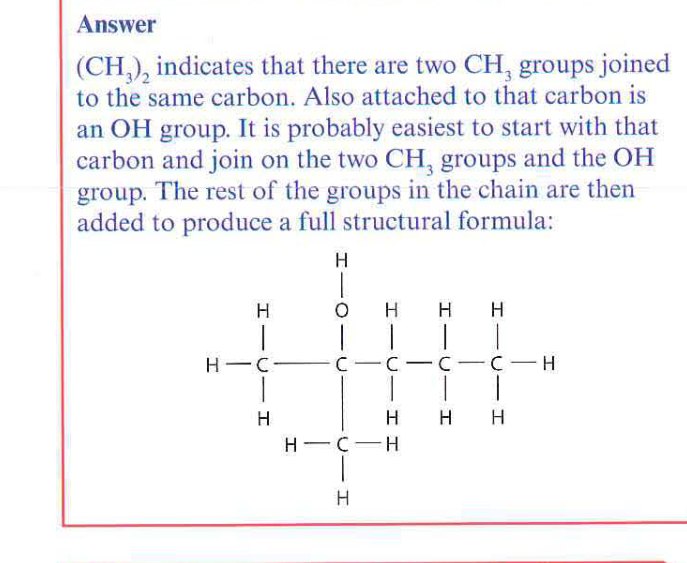 Answer
(CH₃)₂ indicates that there are two CH₃ groups joined
to the same carbon. Also attached to that carbon is
an OH group. It is probably easiest to start with that
carbon and join on the two CH₃ groups and the OH
group. The rest of the groups in the chain are then
added to produce a full structural formula:
H
H O H H H
H — C — C — C — C — C — H
H H H H
H — C — H
H